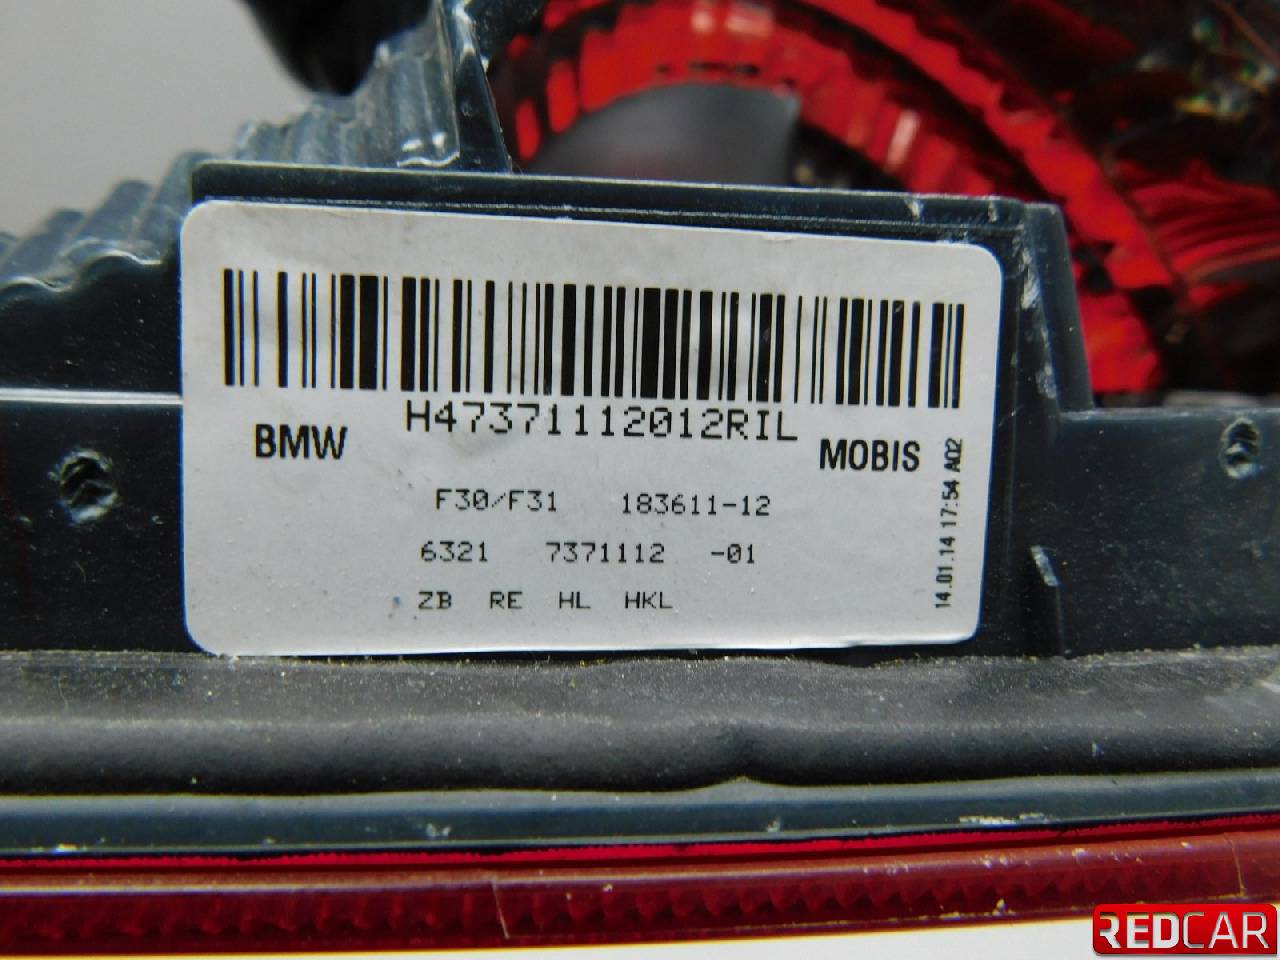 H47371112012RIL
BMW
MOBIS
F30/F31 183611-12
6321 7371112 -01
ZB RE HL HKL
14.01.14 17:54 A02
REDCAR